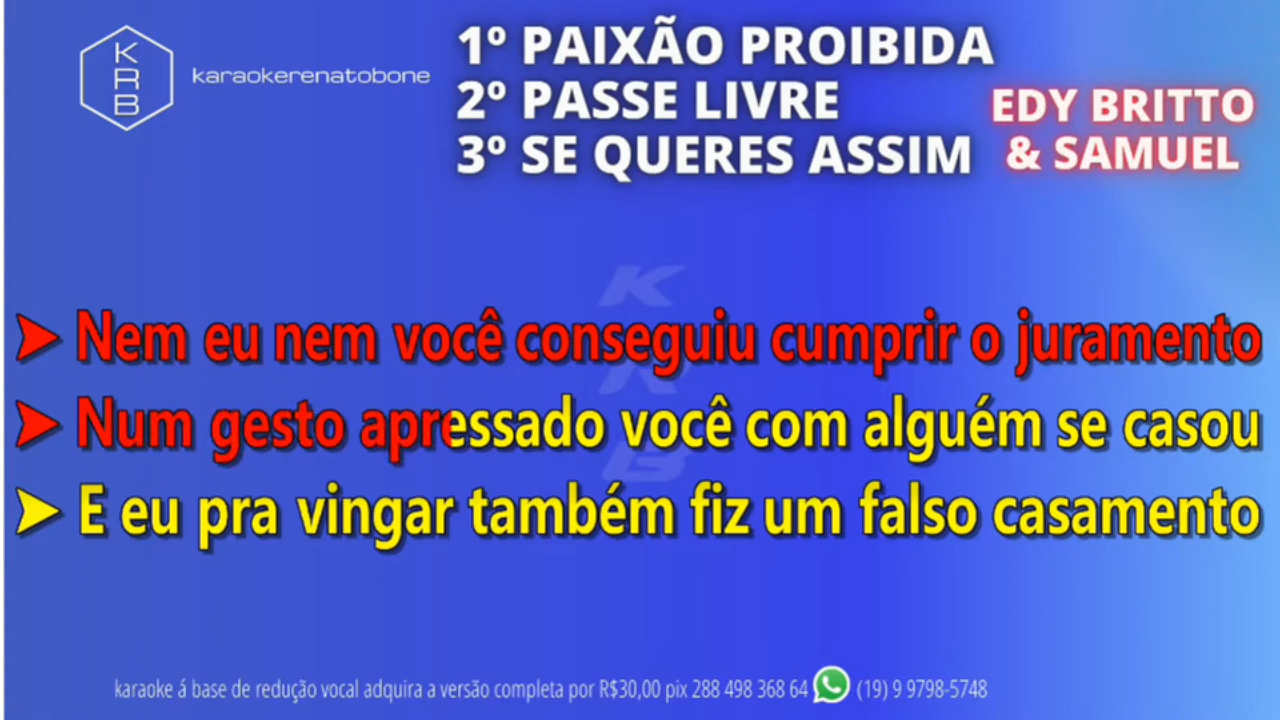 KRB
karaokerenatobone
1º PAIXÃO PROIBIDA
2º PASSE LIVRE
3º SE QUERES ASSIM
EDY BRITTO
& SAMUEL
KRB
➤ Nem eu nem você conseguiu cumprir o juramento
➤ Num gesto apressado você com alguém se casou
➤ E eu pra vingar também fiz um falso casamento
karaoke á base de redução vocal adquira a versão completa por R$30,00 pix 288 498 368 64 (19) 9 9798-5748